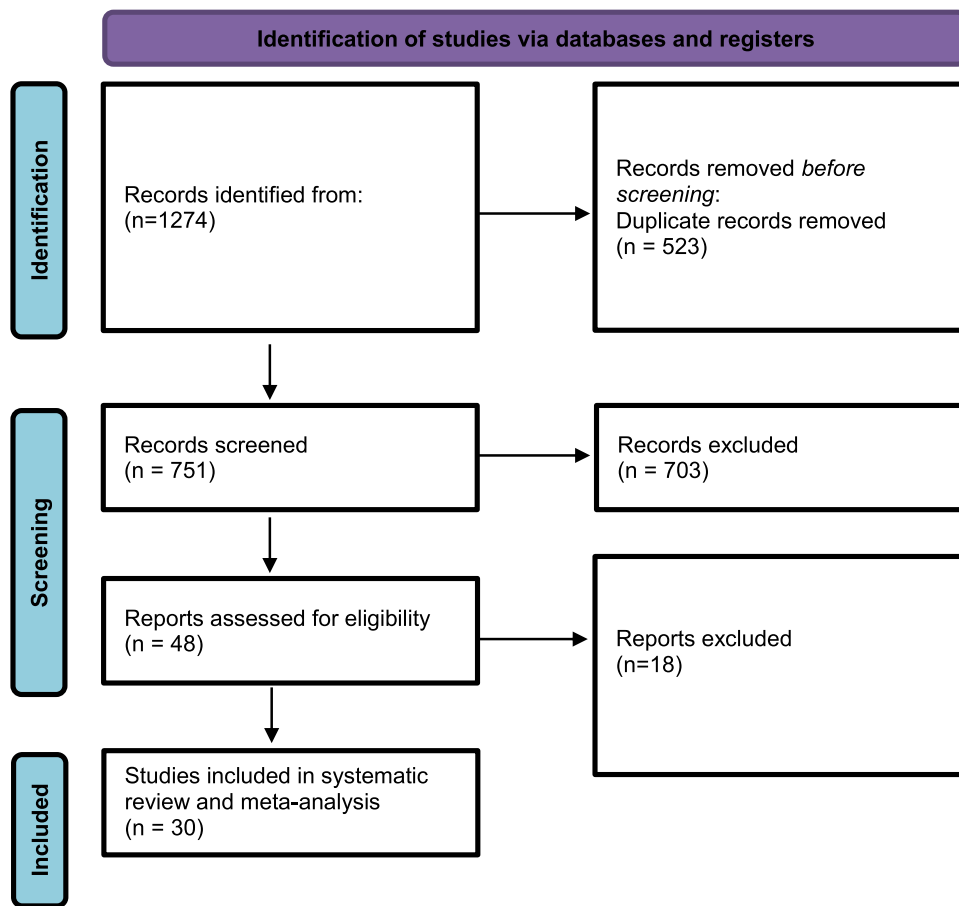 Identification of studies via databases and registers
Identification
Records identified from:
(n=1274)
Records removed before
screening:
Duplicate records removed
(n = 523)
Screening
Records screened
(n = 751)
Records excluded
(n = 703)
Reports assessed for eligibility
(n = 48)
Reports excluded
(n=18)
Included
Studies included in systematic
review and meta-analysis
(n = 30)